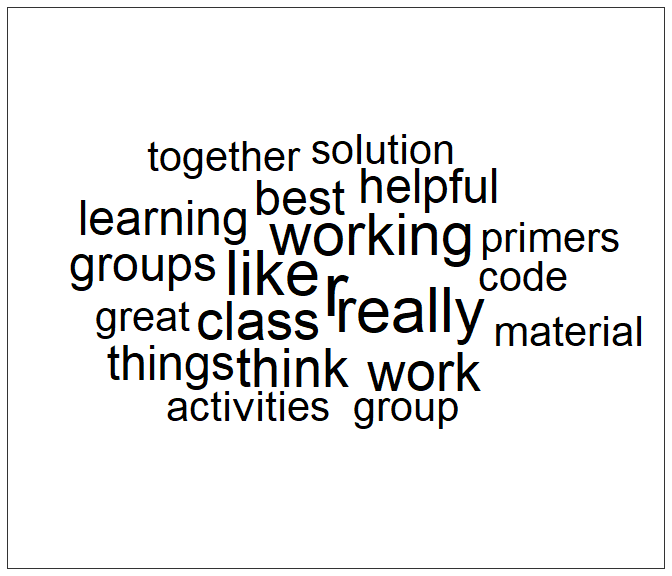 together solution
best helpful
learning
working primers
groups like code
r
great class really material
things think work
activities group